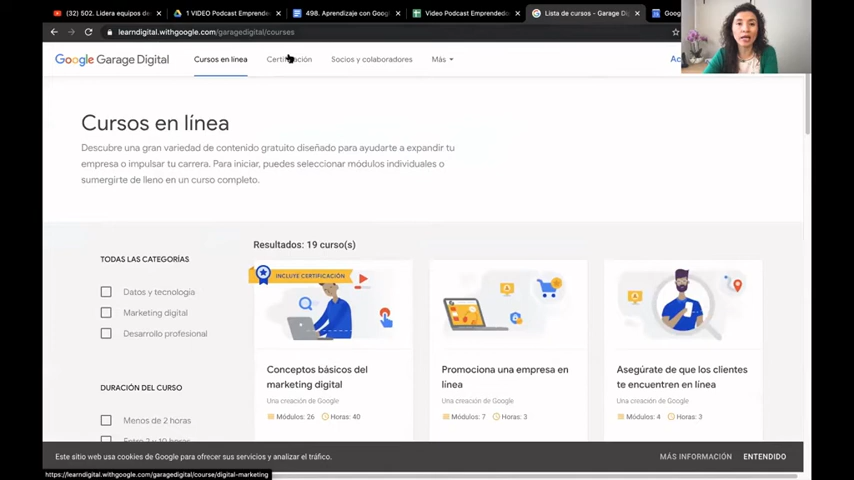 (32) 502. Lidera equipos de
1 VIDEO Podcast Emprende
498. Aprendizaje con Goog
Video Podcast Emprended
Lista de cursos - Garage Di
Goo
learndigital.withgoogle.com/garagedigital/courses
Google Garage Digital
Cursos en línea
Certificación
Socios y colaboradores
Más
Ac
Cursos en línea
Descubre una gran variedad de contenido gratuito diseñado para ayudarte a expandir tu
empresa o impulsar tu carrera. Para iniciar, puedes seleccionar módulos individuales o
sumergirte de lleno en un curso completo.
Resultados: 19 curso(s)
TODAS LAS CATEGORÍAS
Datos y tecnología
Marketing digital
Desarrollo profesional
DURACIÓN DEL CURSO
Menos de 2 horas
Entre 2 y 10 horas
INCLUYE CERTIFICACIÓN
Conceptos básicos del
marketing digital
Una creación de Google
Módulos: 26 Horas: 40
Promociona una empresa en
línea
Una creación de Google
Módulos: 7 Horas: 3
Asegúrate de que los clientes
te encuentren en línea
Una creación de Google
Módulos: 4 Horas: 3
Este sitio web usa cookies de Google para ofrecer sus servicios y analizar el tráfico.
MÁS INFORMACIÓN
ENTENDIDO
https://learndigital.withgoogle.com/garagedigital/course/digital-marketing